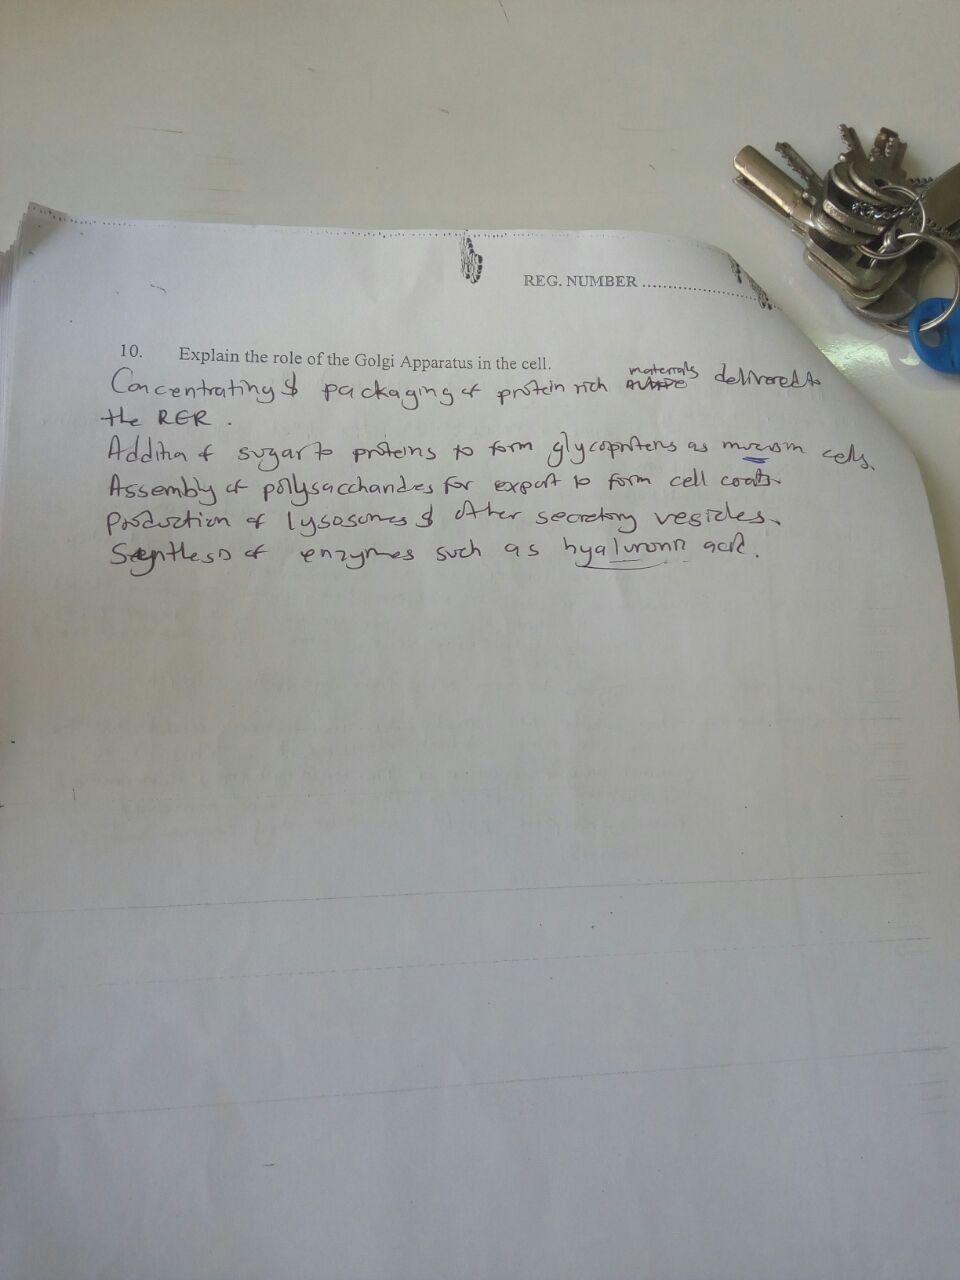 REG. NUMBER ........................
10. Explain the role of the Golgi Apparatus in the cell.
Concentrating & packaging of protein rich materials delivered to
the RER.
Addition of sugar to proteins to form glycoproteins as cells.
Assembly of polysaccharides for export to form cell coats.
Production of lysosomes & other secretory vesicles.
Synthesis of enzymes such as hyaluronic acid.